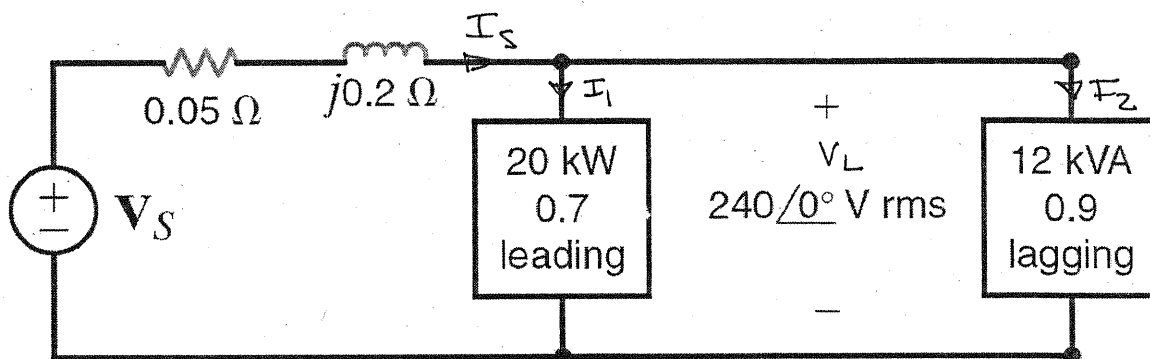 I_S
0.05 Ω
j0.2 Ω
I_1
I_2
+
V_L
240/0° V rms
−
20 kW
0.7
leading
12 kVA
0.9
lagging
+
−
V_S